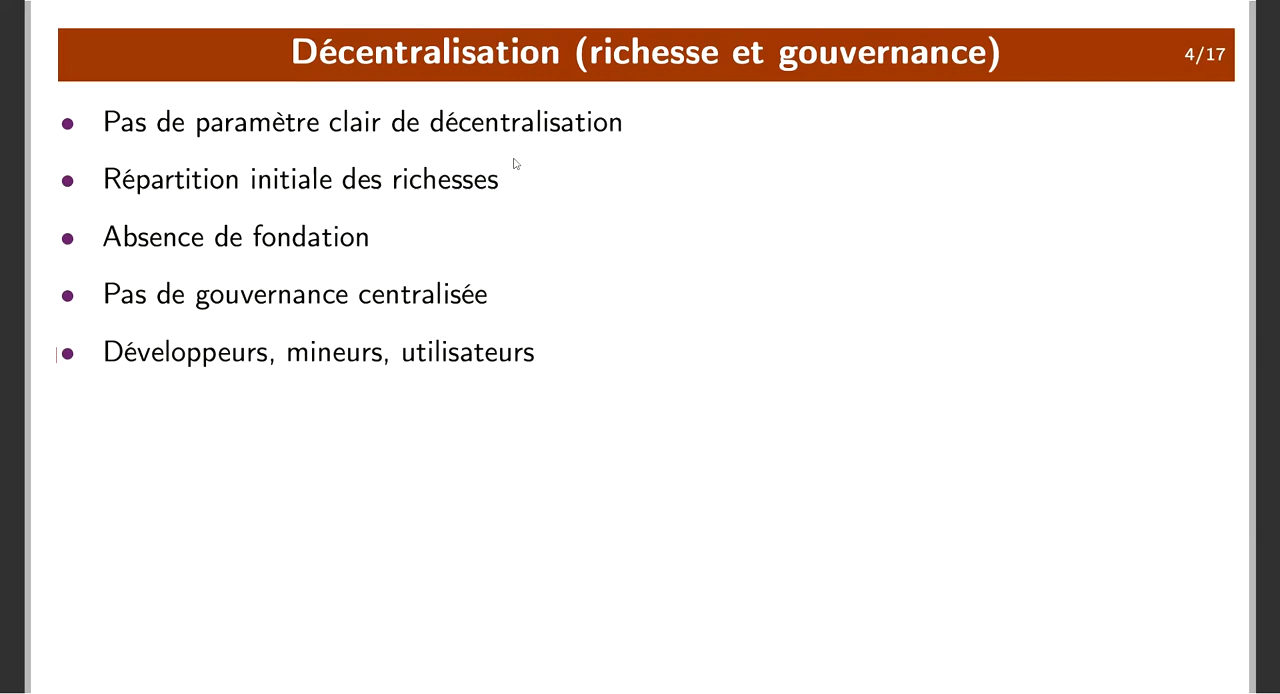 Décentralisation (richesse et gouvernance)
4/17
• Pas de paramètre clair de décentralisation
• Répartition initiale des richesses
• Absence de fondation
• Pas de gouvernance centralisée
• Développeurs, mineurs, utilisateurs